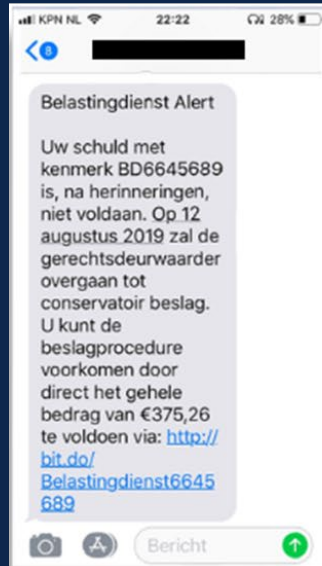 KPN NL 22:22 28%
8
Belastingdienst Alert
Uw schuld met
kenmerk BD6645689
is, na herinneringen,
niet voldaan. Op 12
augustus 2019 zal de
gerechtsdeurwaarder
overgaan tot
conservatoir beslag.
U kunt de
beslagprocedure
voorkomen door
direct het gehele
bedrag van €375,26
te voldoen via: http://
bit.do/
Belastingdienst6645
689
Bericht